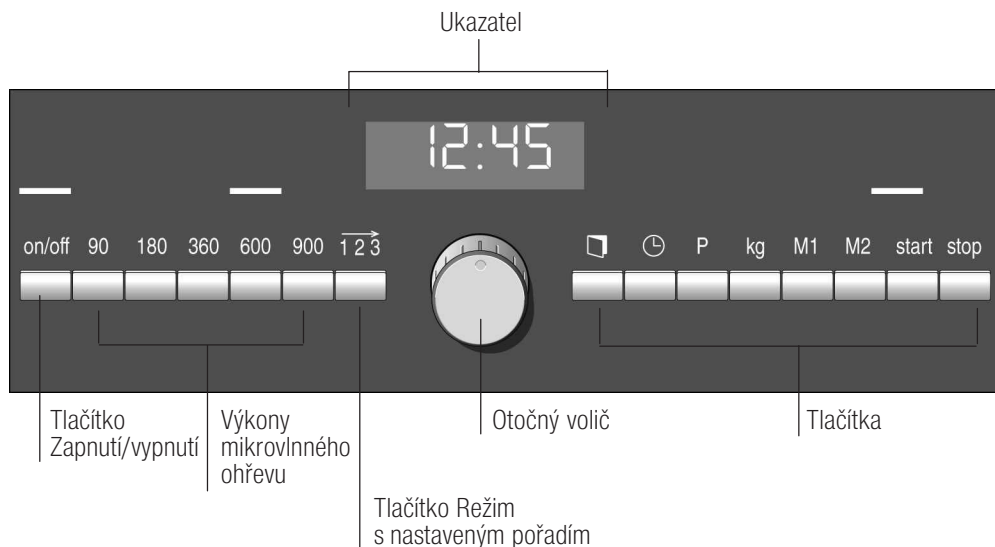 Ukazatel
12:45
on/off 90 180 360 600 900 1 2 3 P kg M1 M2 start stop
Tlačítko
Zapnutí/vypnutí
Výkony
mikrovlnného
ohřevu
Otočný volič
Tlačítka
Tlačítko Režim
s nastaveným pořadím